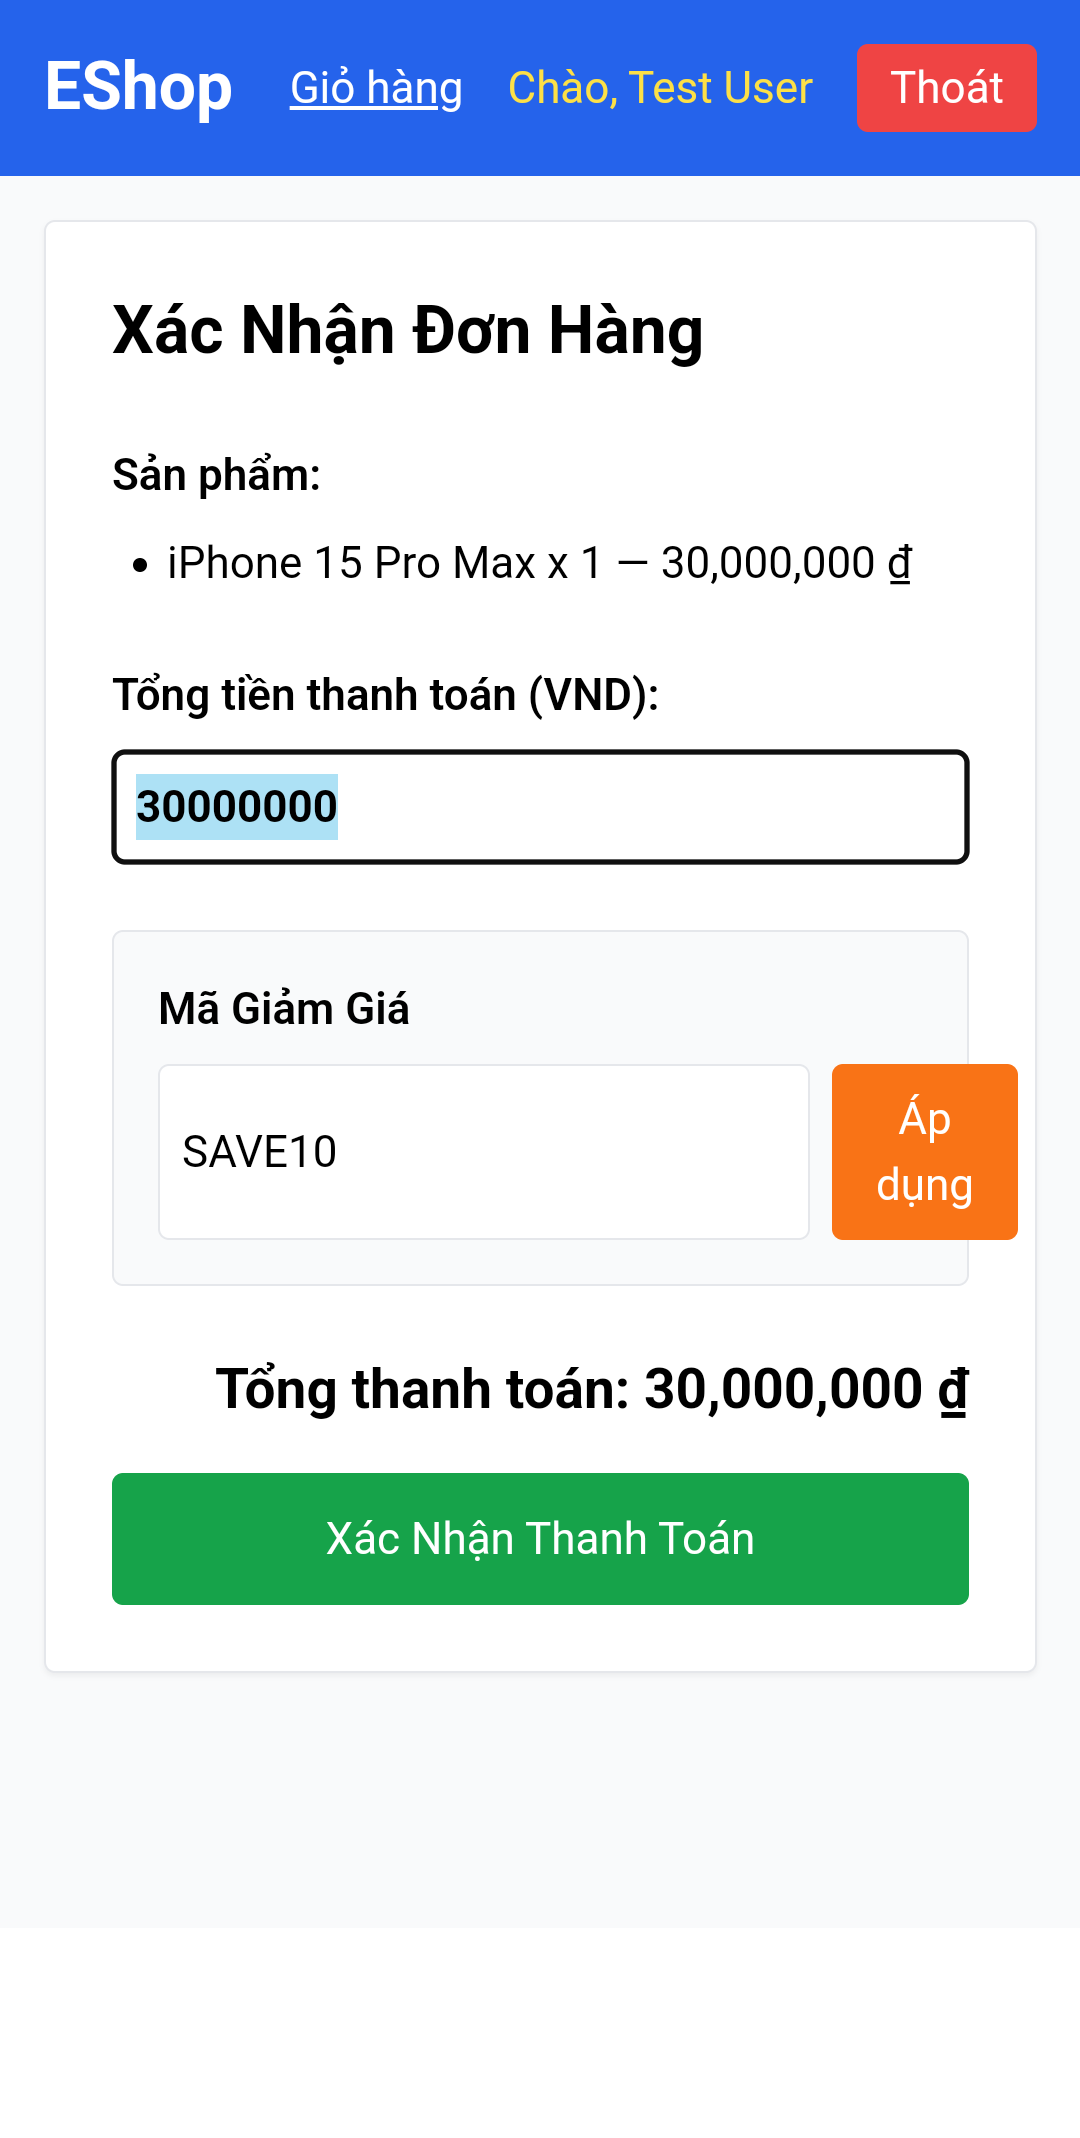 EShop Giỏ hàng Chào, Test User Thoát
Xác Nhận Đơn Hàng
Sản phẩm:
• iPhone 15 Pro Max x 1 — 30,000,000 ₫
Tổng tiền thanh toán (VND):
30000000
Mã Giảm Giá
SAVE10
Áp
dụng
Tổng thanh toán: 30,000,000 ₫
Xác Nhận Thanh Toán